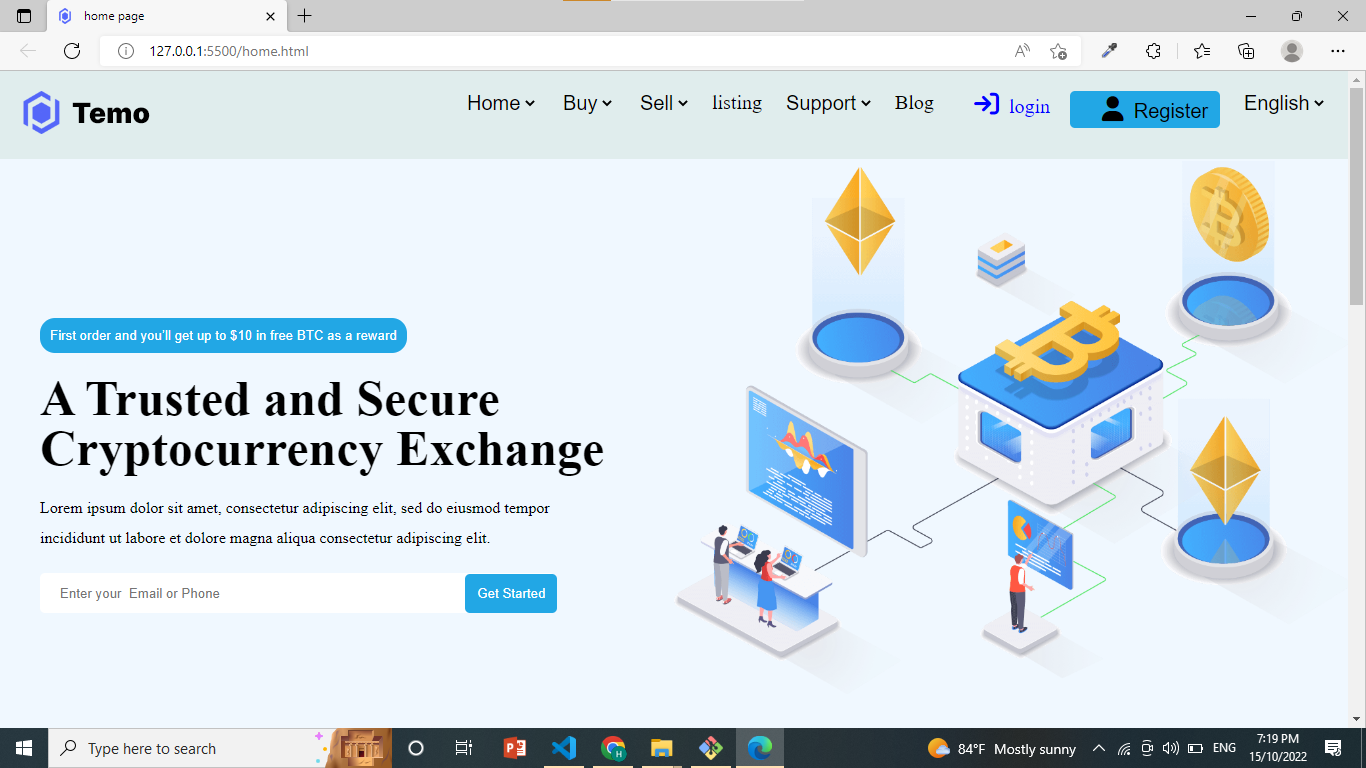 home page
127.0.0.1:5500/home.html
Temo
Home Buy Sell listing Support Blog login Register English
First order and you'll get up to $10 in free BTC as a reward
A Trusted and Secure
Cryptocurrency Exchange
Lorem ipsum dolor sit amet, consectetur adipiscing elit, sed do eiusmod tempor
incididunt ut labore et dolore magna aliqua consectetur adipiscing elit.
Enter your  Email or Phone
Get Started
Type here to search
84°F Mostly sunny
ENG
7:19 PM
15/10/2022